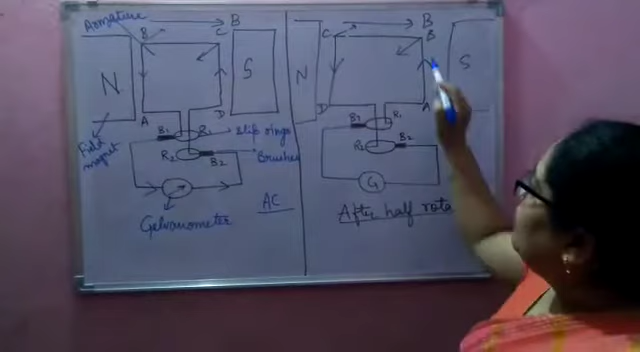 Armature
B
B
C
N
S
A
D
B1
R1
Slip rings
R2
B2
Brushes
Field
magnet
Galvanometer
AC
B
C
B
N
S
D
A
B1
R1
R2
B2
G
After half rota